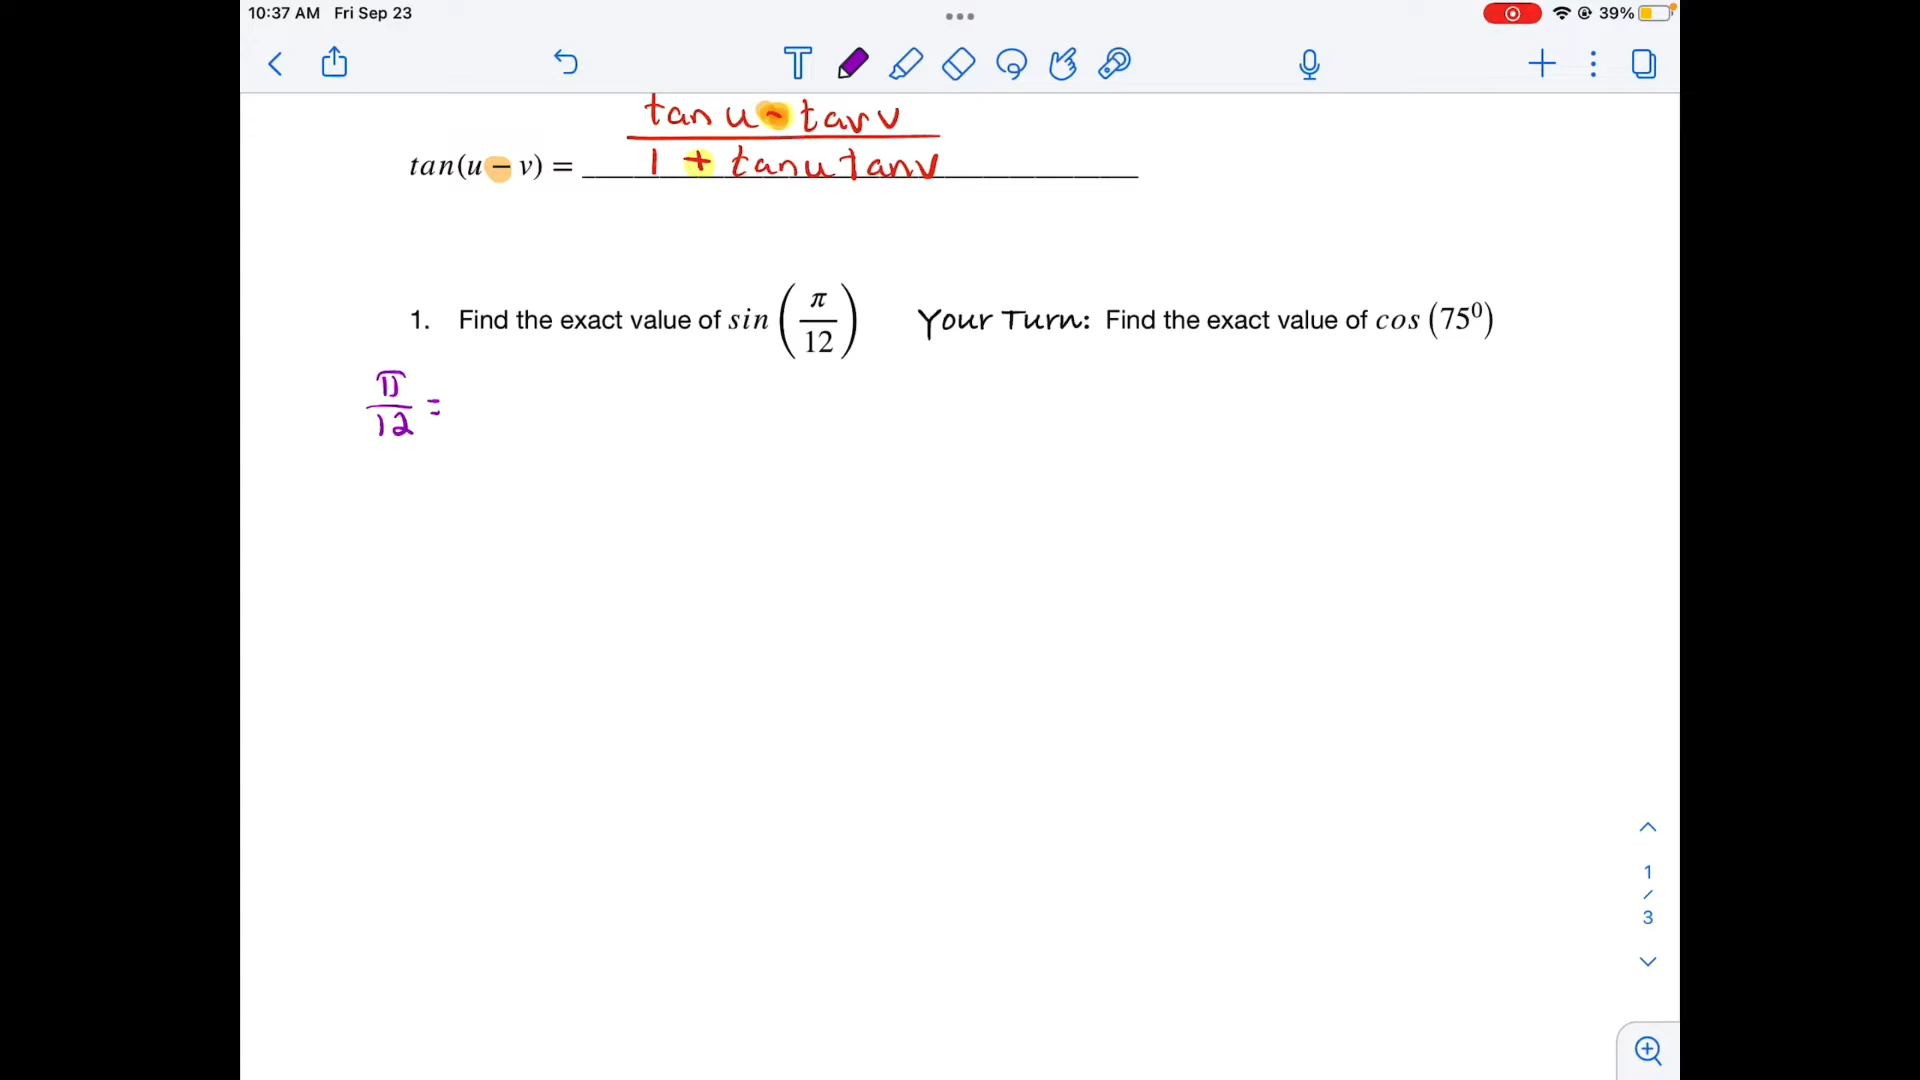 10:37 AM Fri Sep 23
39%
tan u - tan v
tan(u − v) = 1 + tan u tan v
1. Find the exact value of sin (π/12) Your Turn: Find the exact value of cos (75⁰)
π/12 =
1
/
3